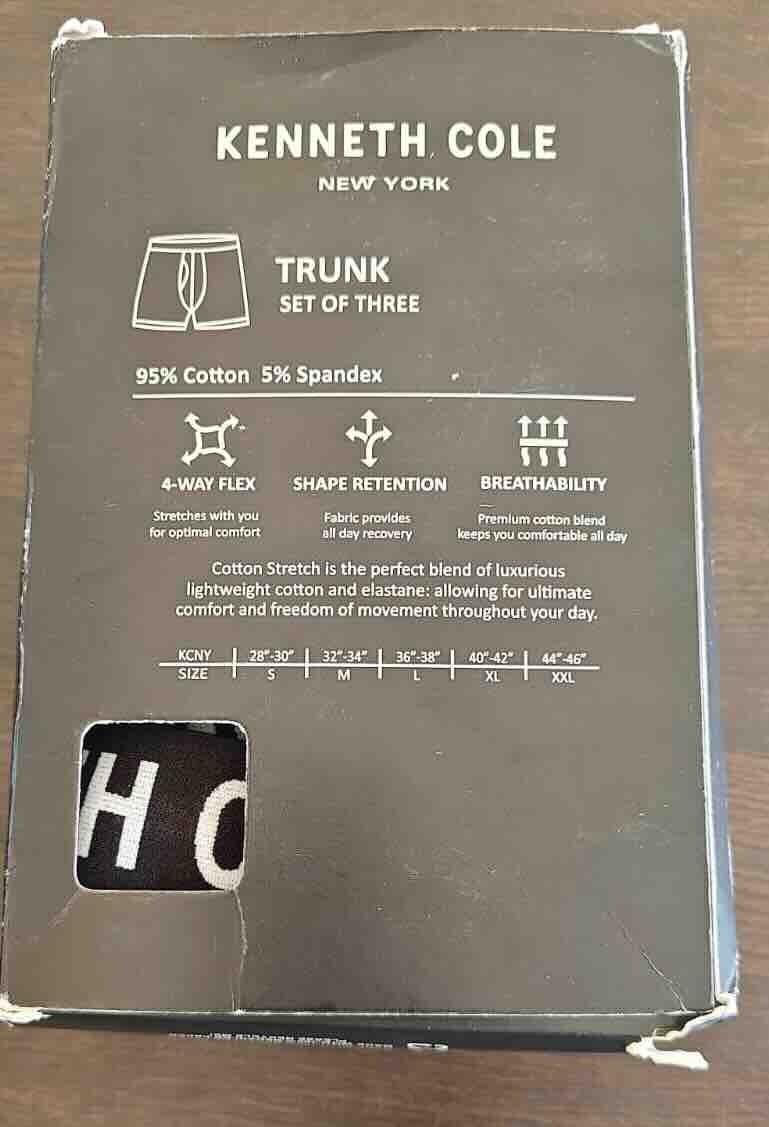 KENNETH COLE
NEW YORK
TRUNK
SET OF THREE
95% Cotton 5% Spandex
4-WAY FLEX SHAPE RETENTION BREATHABILITY
Stretches with you Fabric provides Premium cotton blend
for optimal comfort all day recovery keeps you comfortable all day
Cotton Stretch is the perfect blend of luxurious
lightweight cotton and elastane: allowing for ultimate
comfort and freedom of movement throughout your day.
KCNY 28"-30" 32"-34" 36"-38" 40"-42" 44"-46"
SIZE S M L XL XXL
H C